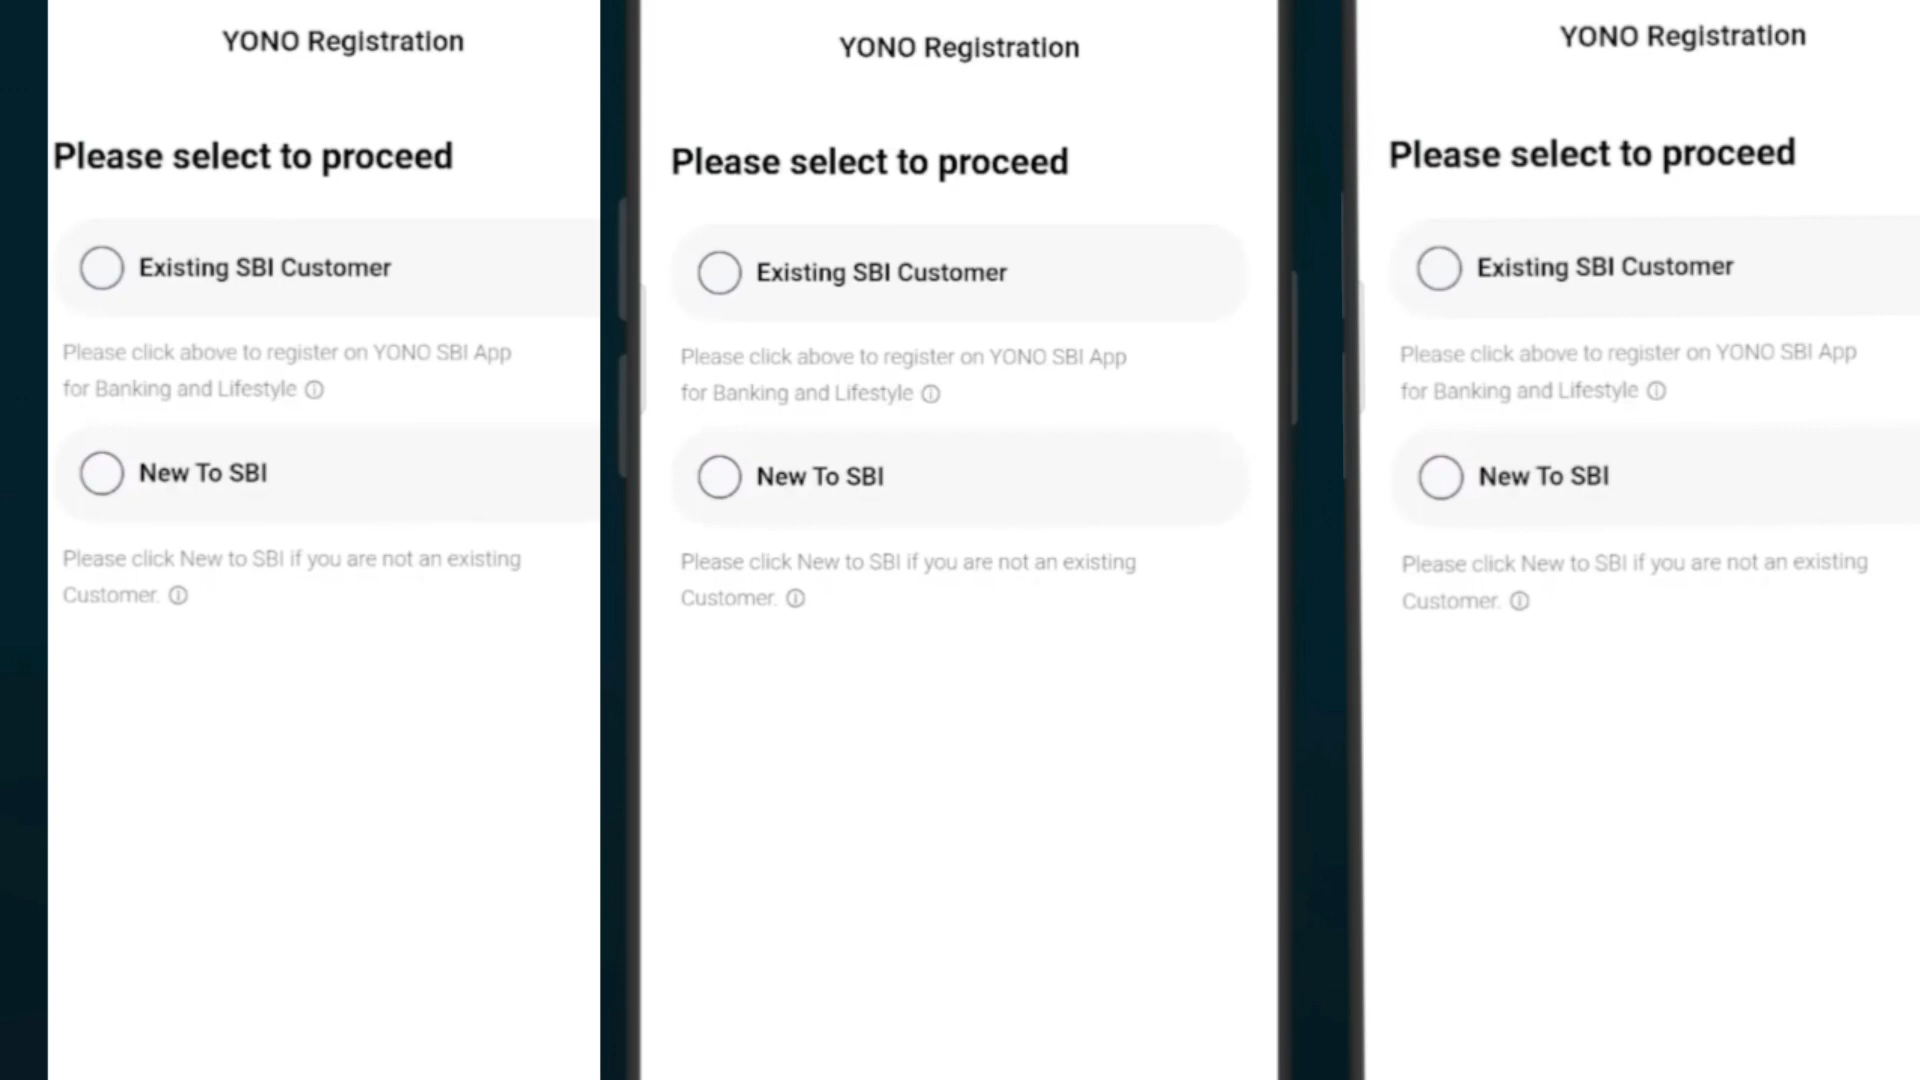 YONO Registration
Please select to proceed
Existing SBI Customer
Please click above to register on YONO SBI App
for Banking and Lifestyle
New To SBI
Please click New to SBI if you are not an existing
Customer.
YONO Registration
Please select to proceed
Existing SBI Customer
Please click above to register on YONO SBI App
for Banking and Lifestyle
New To SBI
Please click New to SBI if you are not an existing
Customer.
YONO Registration
Please select to proceed
Existing SBI Customer
Please click above to register on YONO SBI App
for Banking and Lifestyle
New To SBI
Please click New to SBI if you are not an existing
Customer.